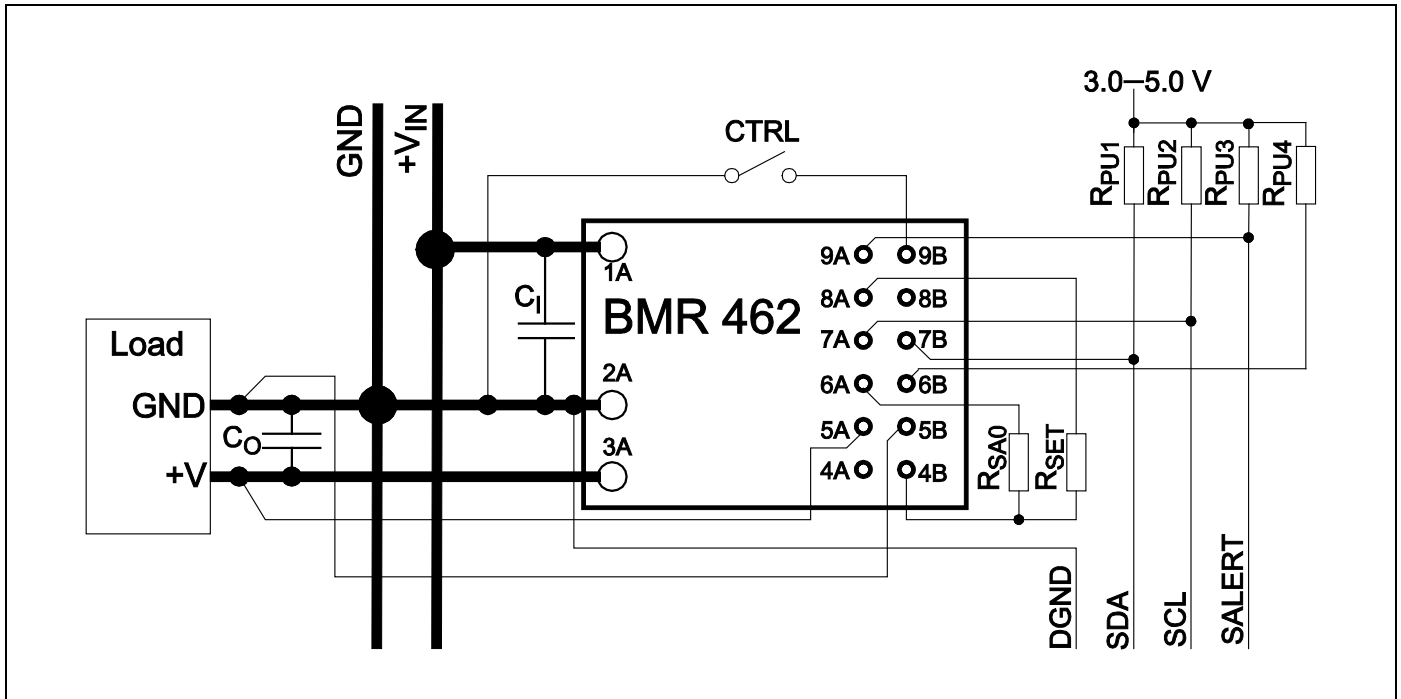 3.0–5.0 V
GND
+VIN
CTRL
RPU1
RPU2
RPU3
RPU4
9A
9B
1A
8A
8B
CI
BMR 462
7A
7B
Load
2A
6A
6B
GND
CO
3A
5A
5B
+V
4A
4B
RSA0
RSET
DGND
SDA
SCL
SALERT